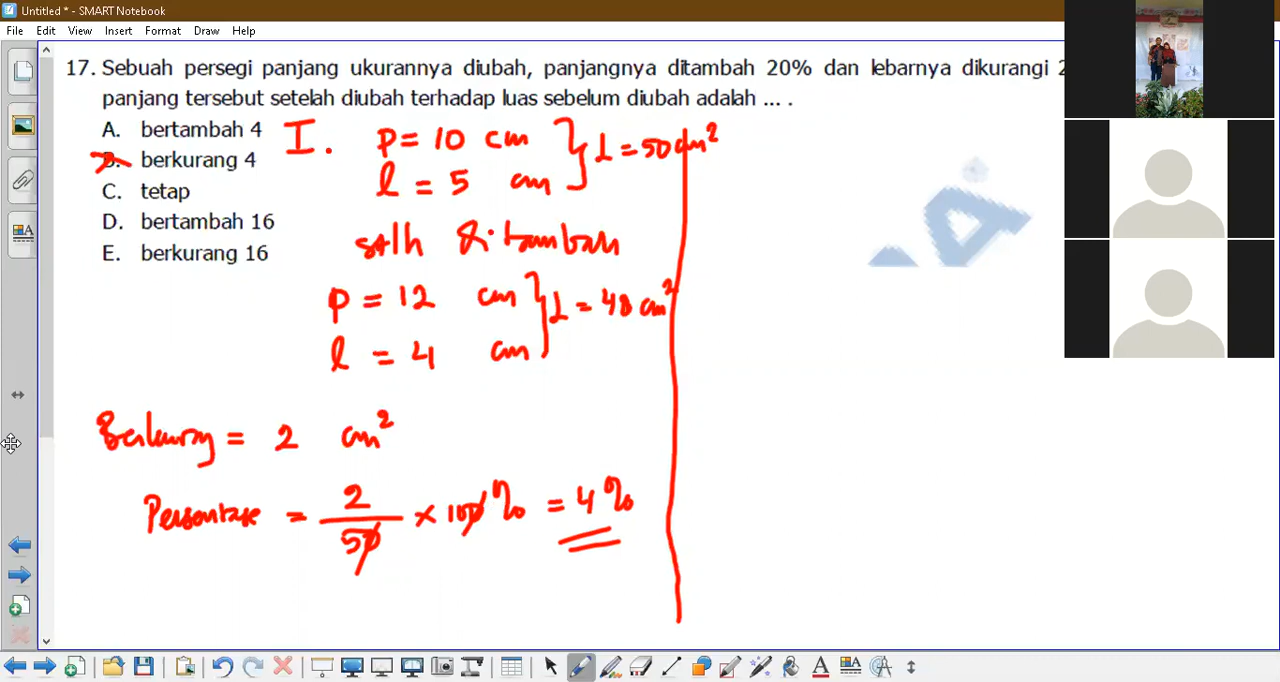 Untitled * - SMART Notebook
File Edit View Insert Format Draw Help
17. Sebuah persegi panjang ukurannya diubah, panjangnya ditambah 20% dan lebarnya dikurangi 2
panjang tersebut setelah diubah terhadap luas sebelum diubah adalah ... .
A. bertambah 4
B. berkurang 4
C. tetap
D. bertambah 16
E. berkurang 16
I. p = 10 cm
l = 5 cm
L = 50 cm²
stlh ditambah
p = 12 cm
l = 4 cm
L = 48 cm²
Berkurang = 2 cm²
Persentase = 2/50 × 100% = 4%